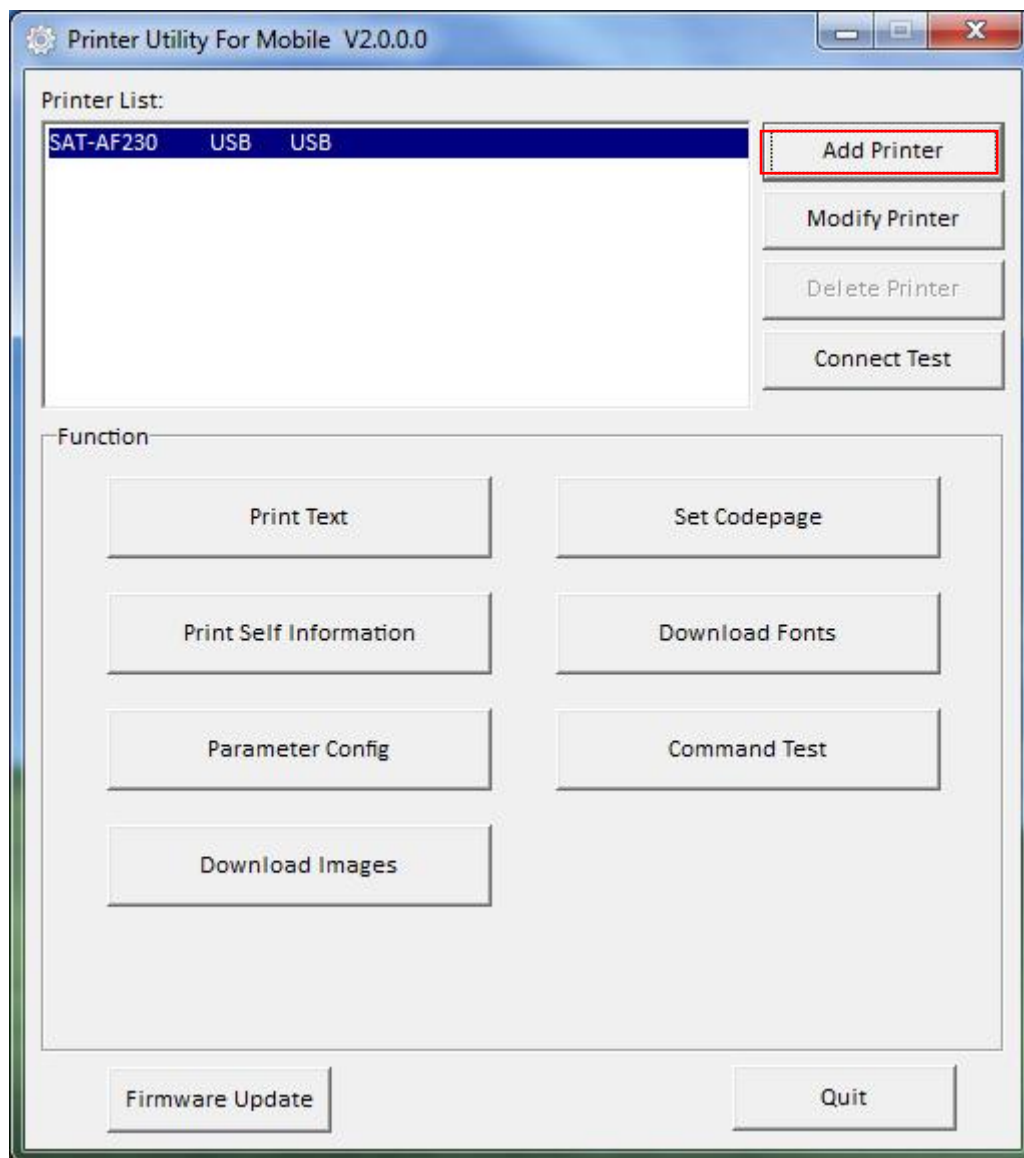 Printer Utility For Mobile V2.0.0.0
Printer List:
SAT-AF230 USB USB
Add Printer
Modify Printer
Delete Printer
Connect Test
Function
Print Text
Set Codepage
Print Self Information
Download Fonts
Parameter Config
Command Test
Download Images
Firmware Update
Quit